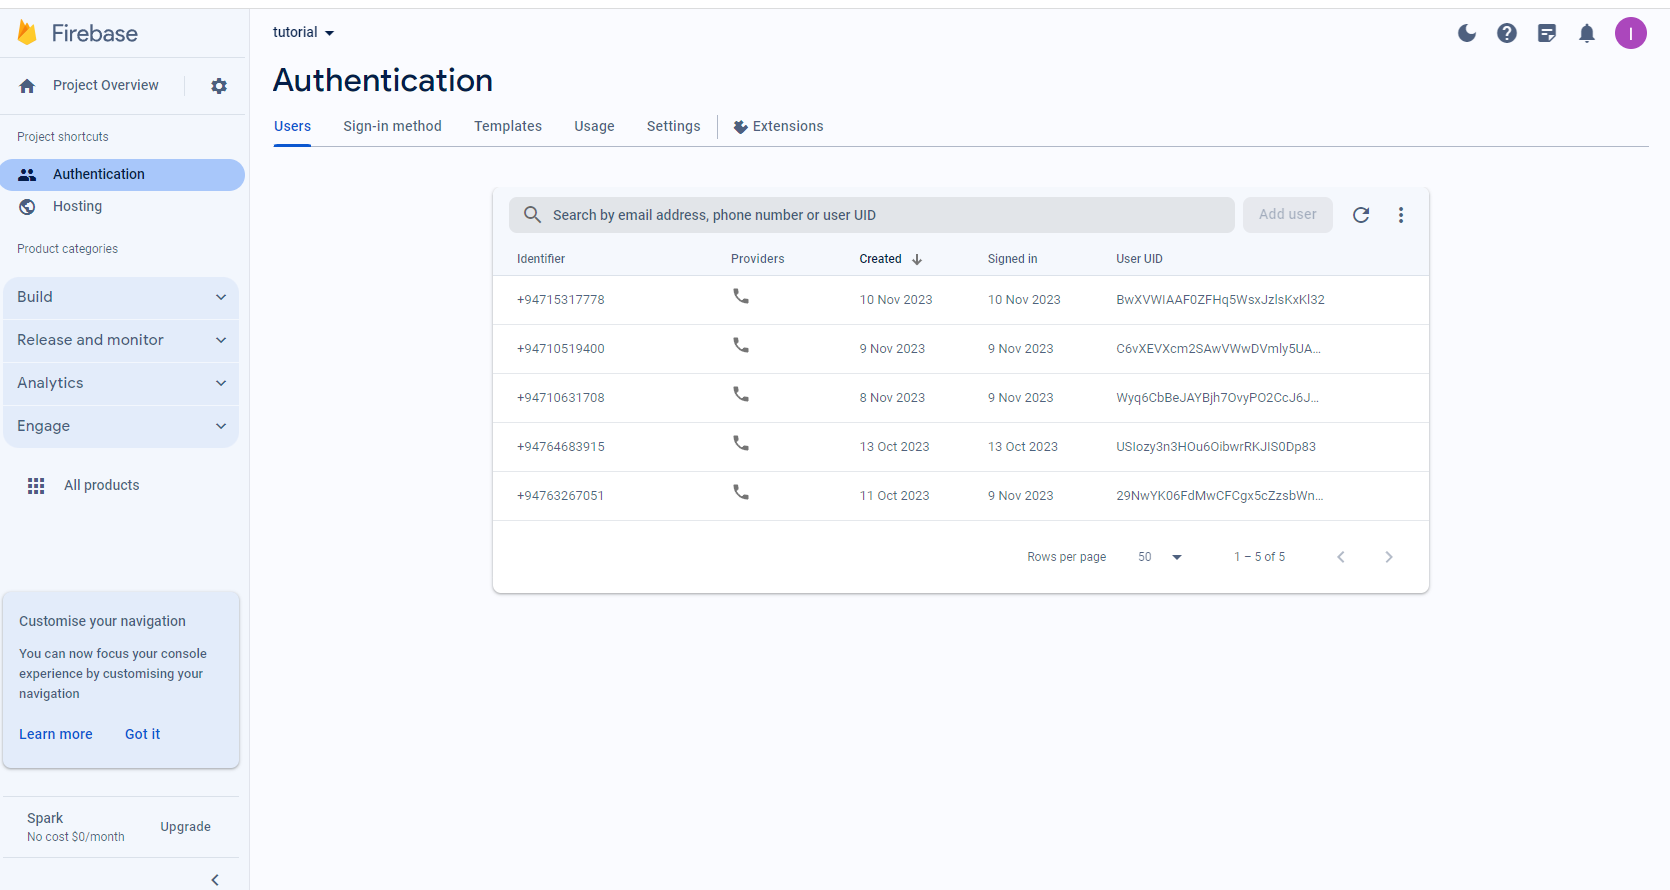 Firebase
tutorial
Project Overview
Authentication
Users Sign-in method Templates Usage Settings Extensions
Project shortcuts
Authentication
Hosting
Product categories
Build
Release and monitor
Analytics
Engage
All products
Customise your navigation
You can now focus your console
experience by customising your
navigation
Learn more Got it
Spark
No cost $0/month
Upgrade
I
Search by email address, phone number or user UID Add user
Identifier Providers Created Signed in User UID
+94715317778 10 Nov 2023 10 Nov 2023 BwXVWIAAF0ZFHq5WsxJzlsKxKl32
+94710519400 9 Nov 2023 9 Nov 2023 C6vXEVXcm2SAwVWwDVmly5UA...
+94710631708 8 Nov 2023 9 Nov 2023 Wyq6CbBeJAYBjh7OvyPO2CcJ6J...
+94764683915 13 Oct 2023 13 Oct 2023 USIozy3n3HOu6OibwrRKJIS0Dp83
+94763267051 11 Oct 2023 9 Nov 2023 29NwYK06FdMwCFCgx5cZzsbWn...
Rows per page 50 1 – 5 of 5